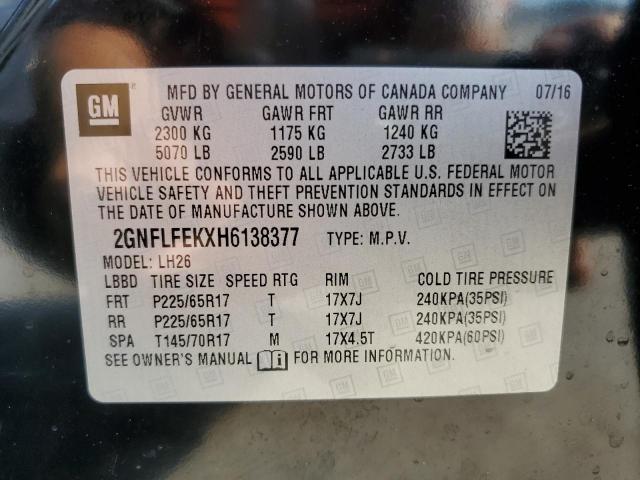 GM
MFD BY GENERAL MOTORS OF CANADA COMPANY 07/16
GVWR GAWR FRT GAWR RR
2300 KG 1175 KG 1240 KG
5070 LB 2590 LB 2733 LB
THIS VEHICLE CONFORMS TO ALL APPLICABLE U.S. FEDERAL MOTOR
VEHICLE SAFETY AND THEFT PREVENTION STANDARDS IN EFFECT ON
THE DATE OF MANUFACTURE SHOWN ABOVE.
2GNFLFEKXH6138377 TYPE: M.P.V.
MODEL: LH26
LBBD TIRE SIZE SPEED RTG RIM COLD TIRE PRESSURE
FRT P225/65R17 T 17X7J 240KPA(35PSI)
RR P225/65R17 T 17X7J 240KPA(35PSI)
SPA T145/70R17 M 17X4.5T 420KPA(60PSI)
SEE OWNER'S MANUAL FOR MORE INFORMATION.